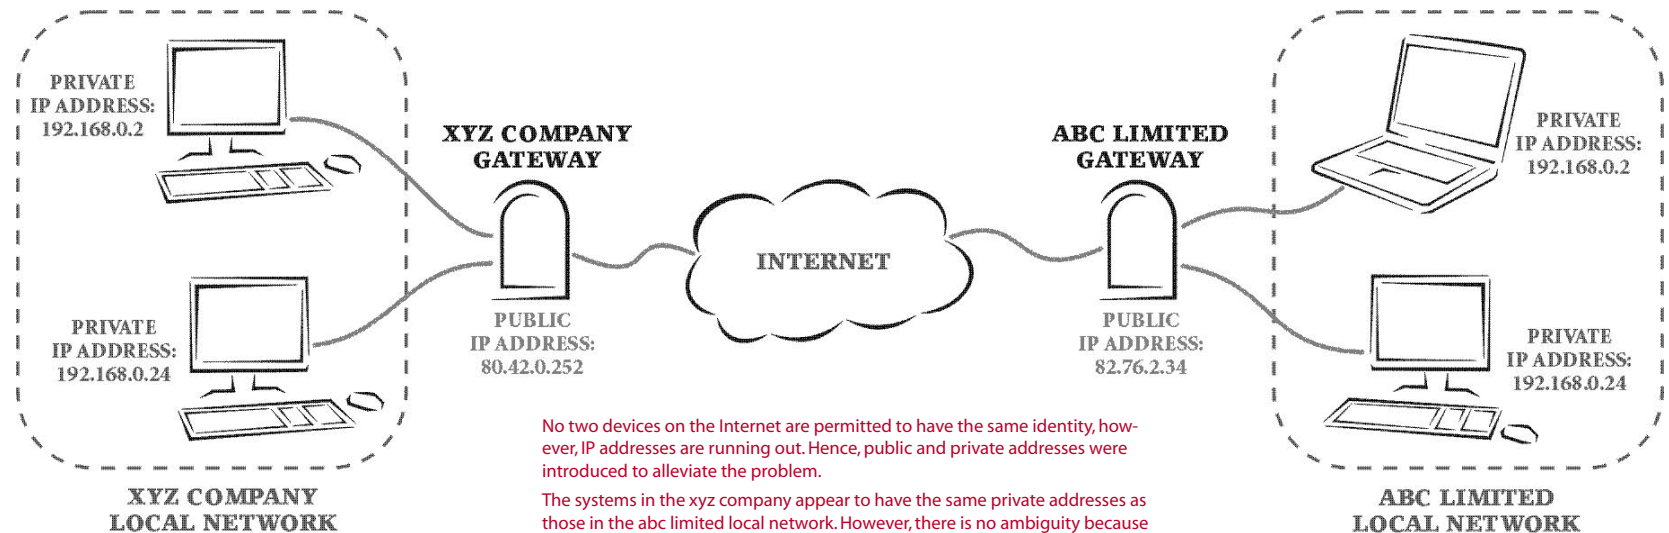 PRIVATE
IP ADDRESS:
192.168.0.2
XYZ COMPANY
GATEWAY
ABC LIMITED
GATEWAY
PRIVATE
IP ADDRESS:
192.168.0.2
INTERNET
PRIVATE
IP ADDRESS:
192.168.0.24
PUBLIC
IP ADDRESS:
80.42.0.252
PUBLIC
IP ADDRESS:
82.76.2.34
PRIVATE
IP ADDRESS:
192.168.0.24
No two devices on the Internet are permitted to have the same identity, how-
ever, IP addresses are running out. Hence, public and private addresses were
introduced to alleviate the problem.
The systems in the xyz company appear to have the same private addresses as
those in the abc limited local network. However, there is no ambiguity because
XYZ COMPANY
LOCAL NETWORK
ABC LIMITED
LOCAL NETWORK